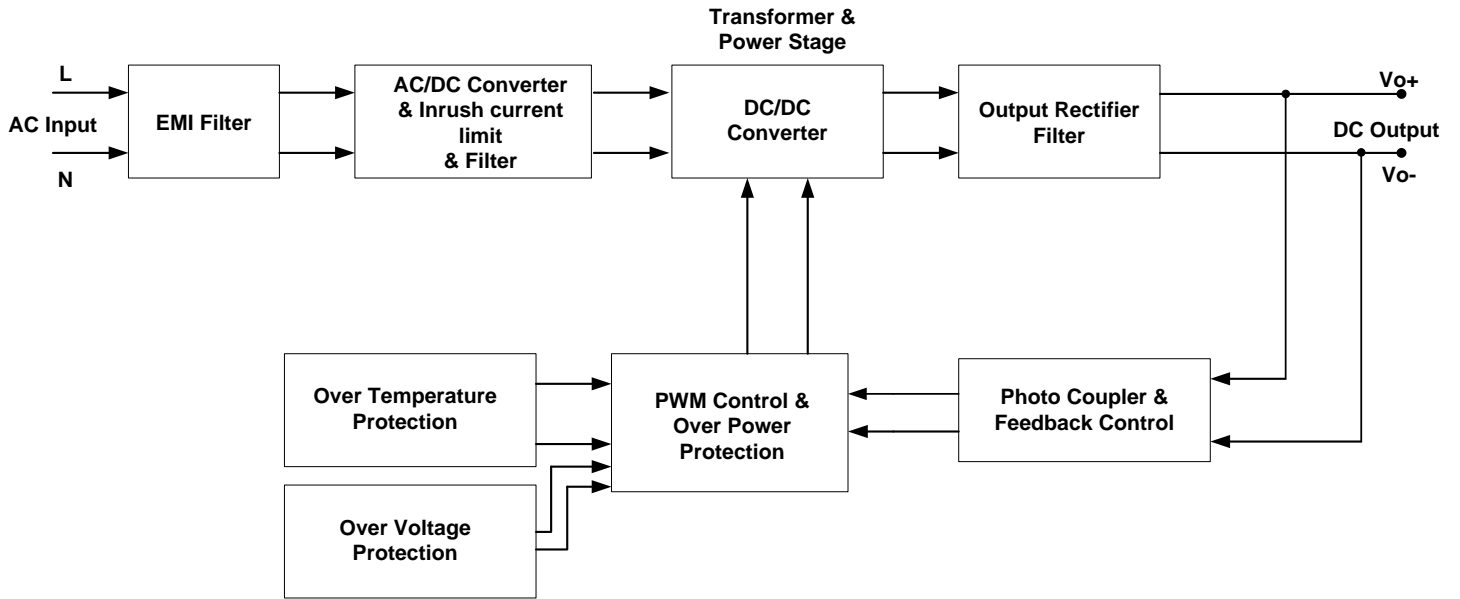 Transformer &
Power Stage
L
AC Input
N
EMI Filter
AC/DC Converter
& Inrush current
limit
& Filter
DC/DC
Converter
Output Rectifier
Filter
Vo+
DC Output
Vo-
Over Temperature
Protection
PWM Control &
Over Power
Protection
Photo Coupler &
Feedback Control
Over Voltage
Protection